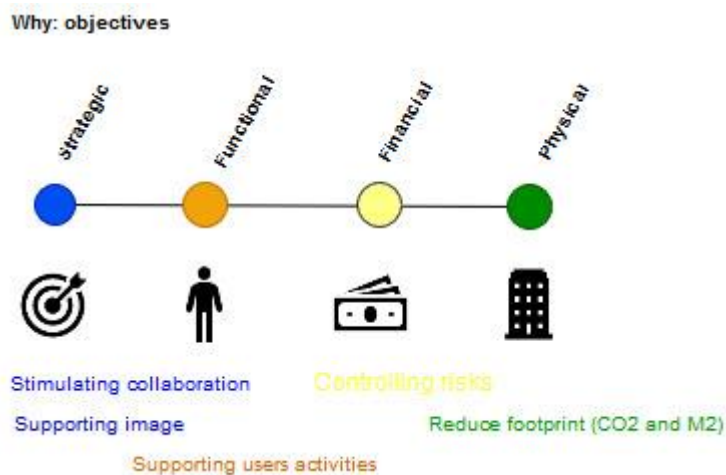 Why: objectives
Strategic
Functional
Financial
Physical
Stimulating collaboration
Controlling risks
Supporting image
Reduce footprint (CO2 and M2)
Supporting users activities